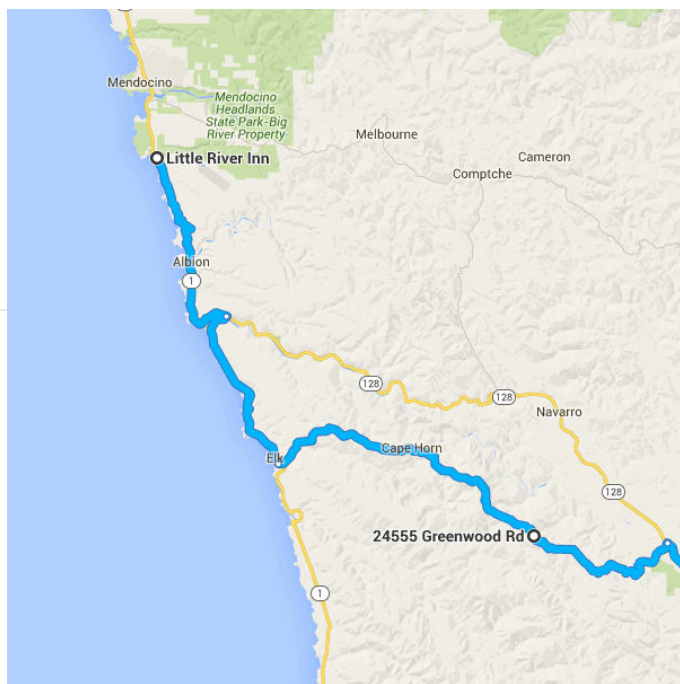 Mendocino
Mendocino
Headlands
State Park-Big
River Property
Melbourne
Little River Inn
Cameron
Comptche
Albion
1
128
128
Navarro
Elk
Cape Horn
128
24555 Greenwood Rd
1